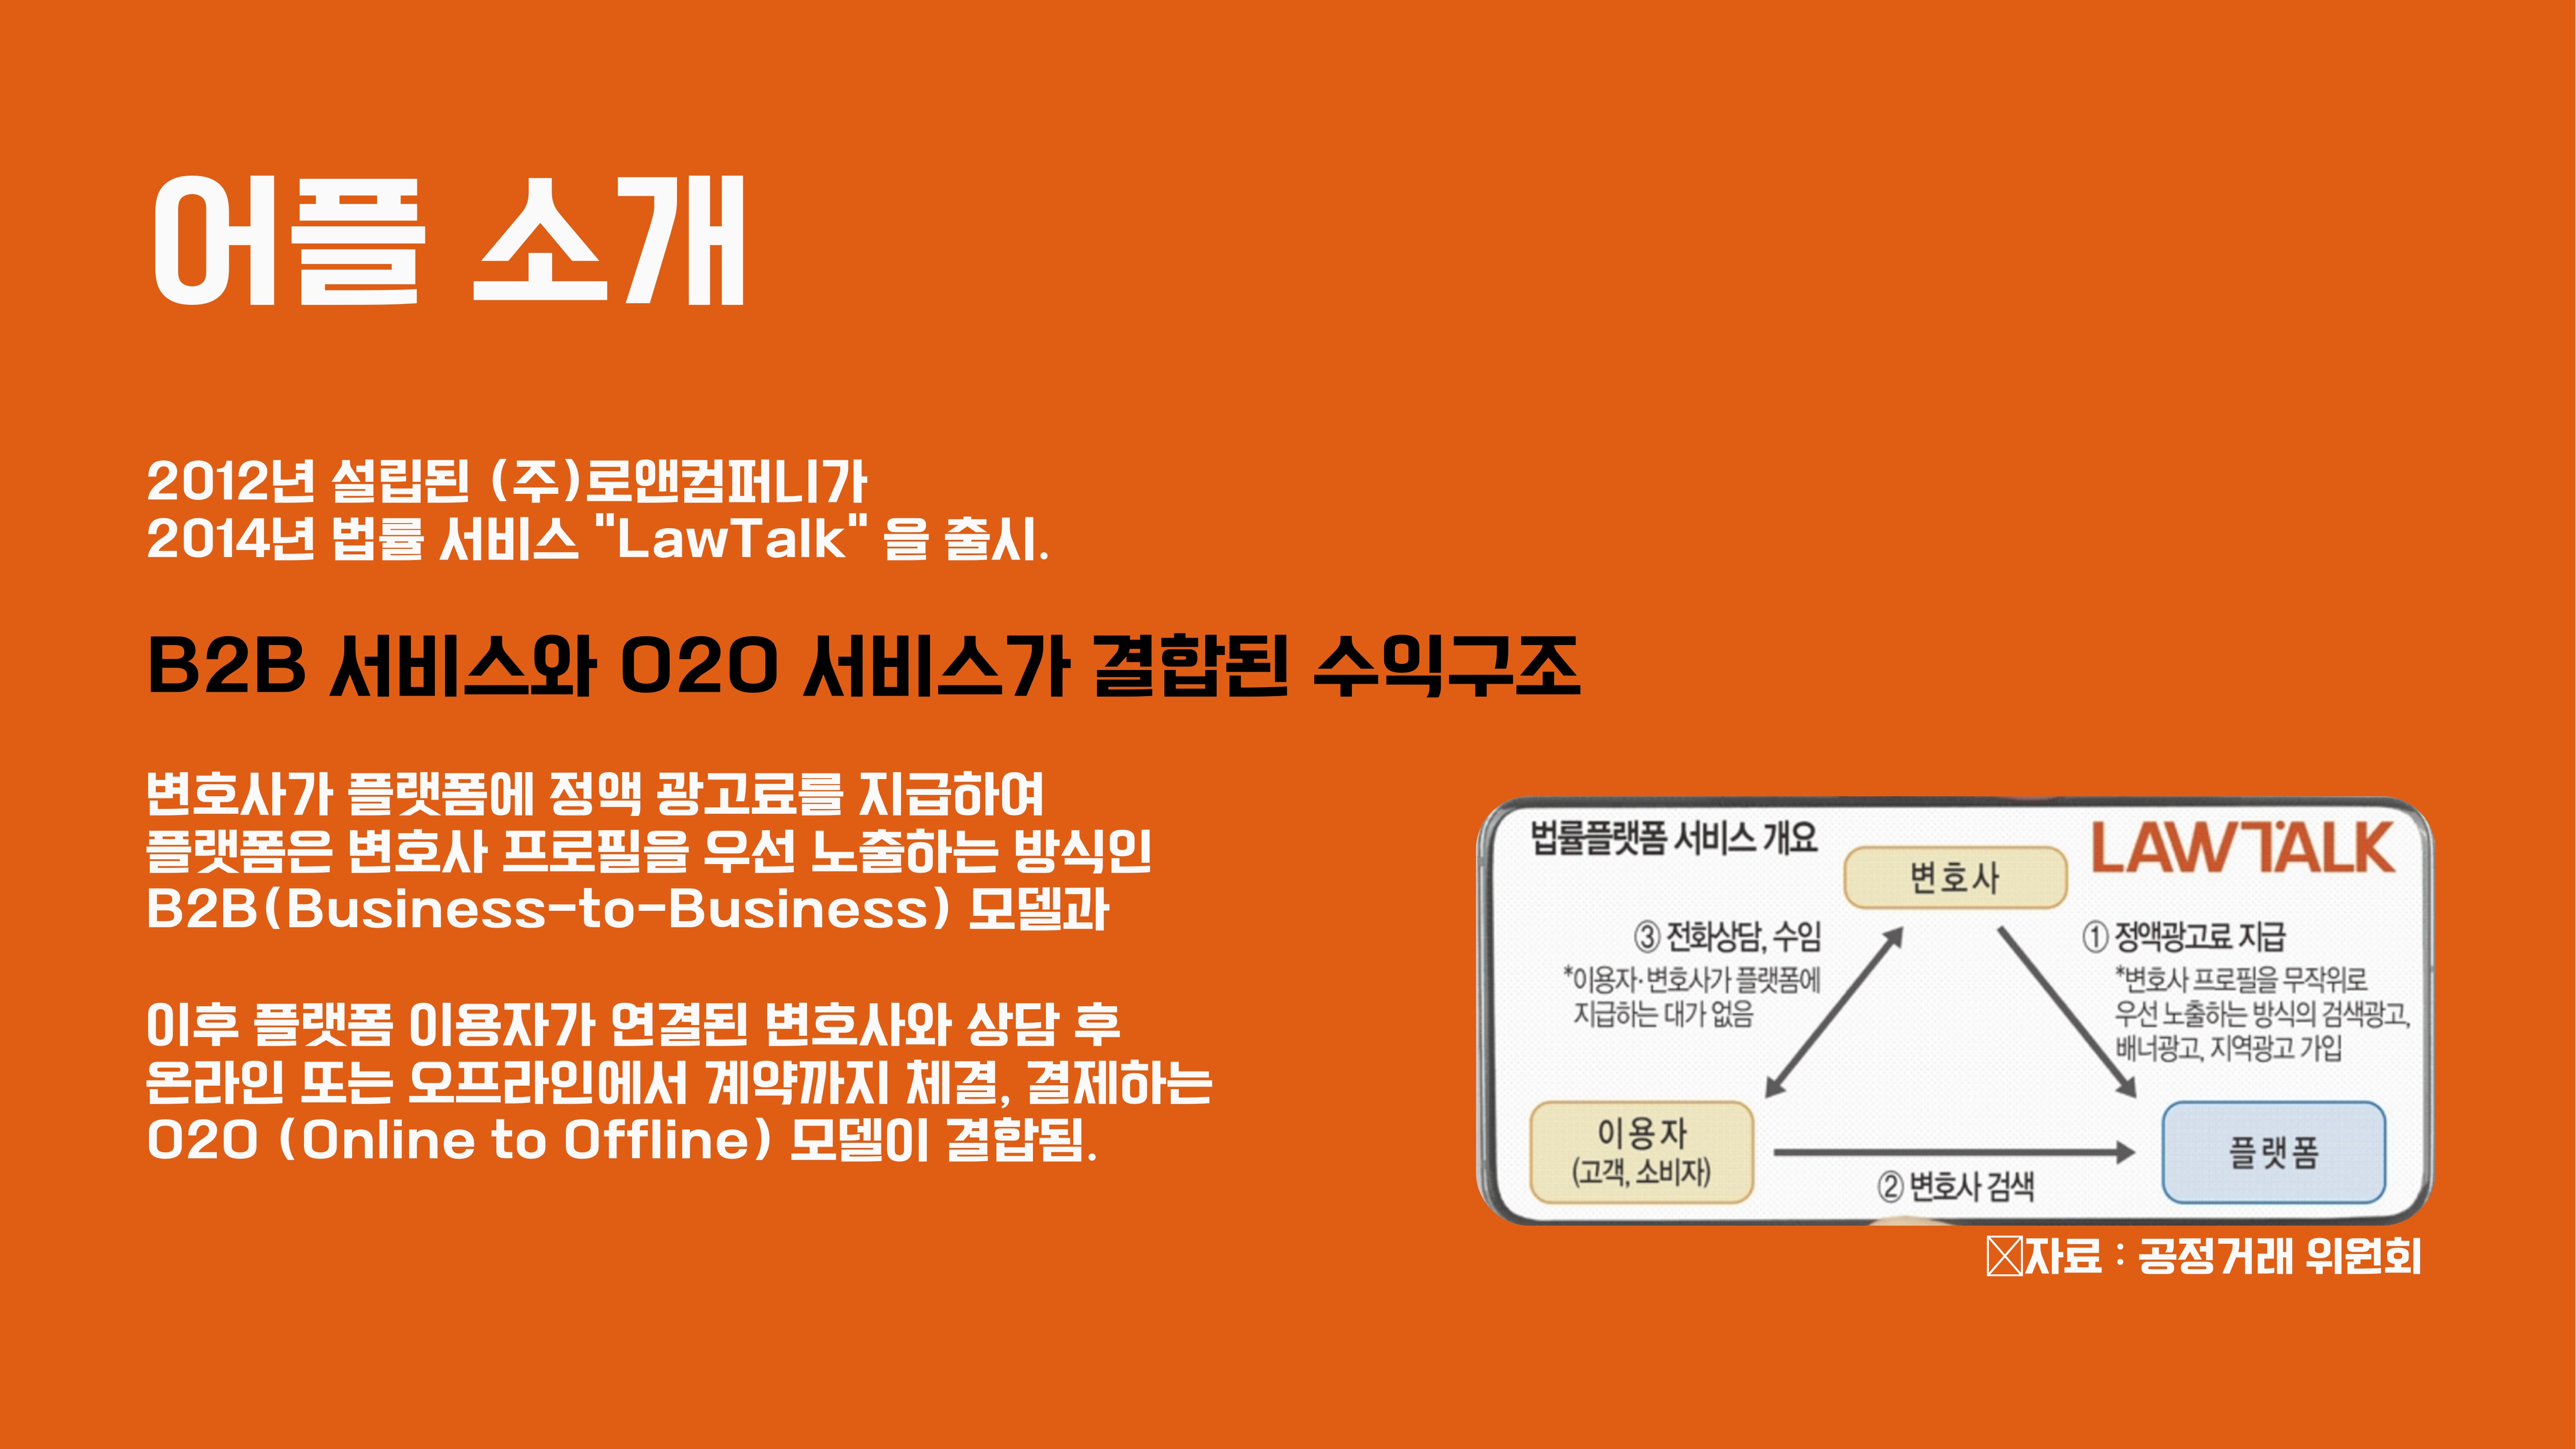 어플 소개
2012년 설립된 (주)로앤컴퍼니가
2014년 법률 서비스 "LawTalk" 을 출시.
B2B 서비스와 O2O 서비스가 결합된 수익구조
변호사가 플랫폼에 정액 광고료를 지급하여
플랫폼은 변호사 프로필을 우선 노출하는 방식인
B2B(Business-to-Business) 모델과
이후 플랫폼 이용자가 연결된 변호사와 상담 후
온라인 또는 오프라인에서 계약까지 체결, 결제하는
O2O (Online to Offline) 모델이 결합됨.
법률플랫폼 서비스 개요
LAWTALK
변호사
③ 전화상담, 수임
*이용자·변호사가 플랫폼에
지급하는 대가 없음
① 정액광고료 지급
*변호사 프로필을 무작위로
우선 노출하는 방식의 검색광고,
배너광고, 지역광고 가입
이용자
(고객, 소비자)
② 변호사 검색
플랫폼
자료 : 공정거래 위원회